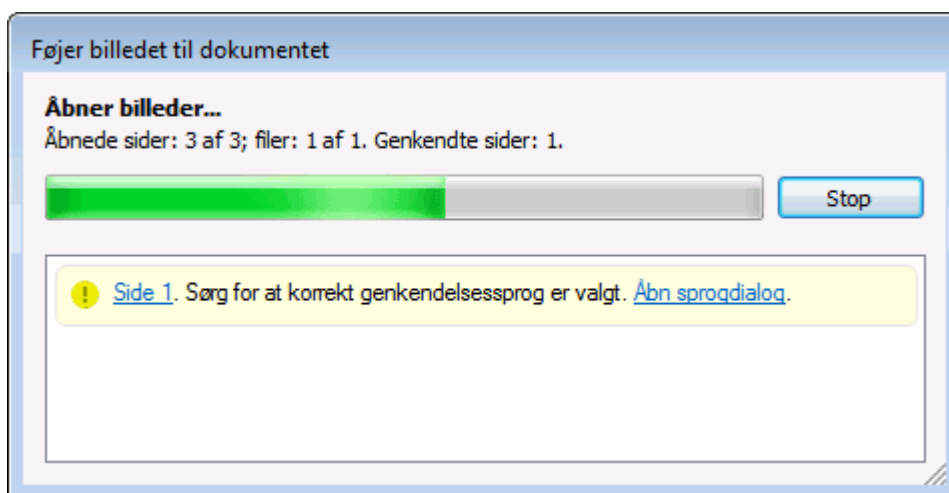 Føjer billedet til dokumentet
Åbner billeder...
Åbnede sider: 3 af 3; filer: 1 af 1. Genkendte sider: 1.
Stop
Side 1. Sørg for at korrekt genkendelsessprog er valgt. Åbn sprogdialog.